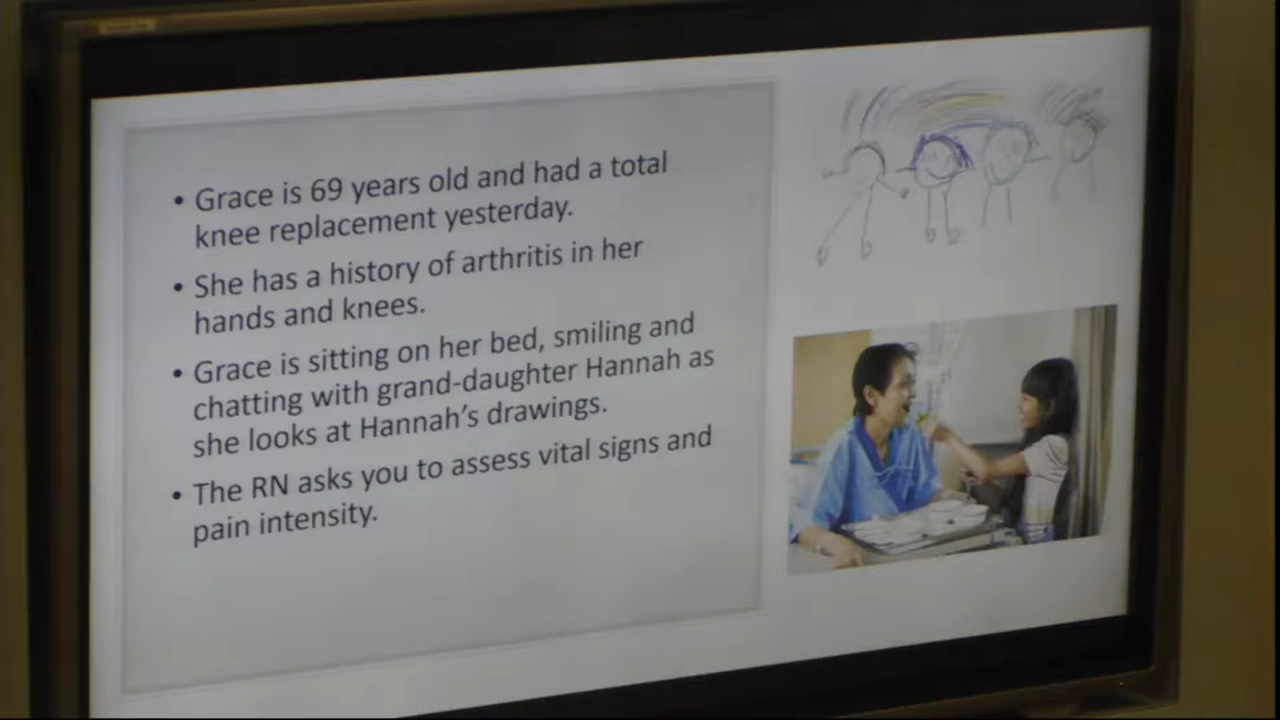 • Grace is 69 years old and had a total
knee replacement yesterday.
• She has a history of arthritis in her
hands and knees.
• Grace is sitting on her bed, smiling and
chatting with grand-daughter Hannah as
she looks at Hannah’s drawings.
• The RN asks you to assess vital signs and
pain intensity.